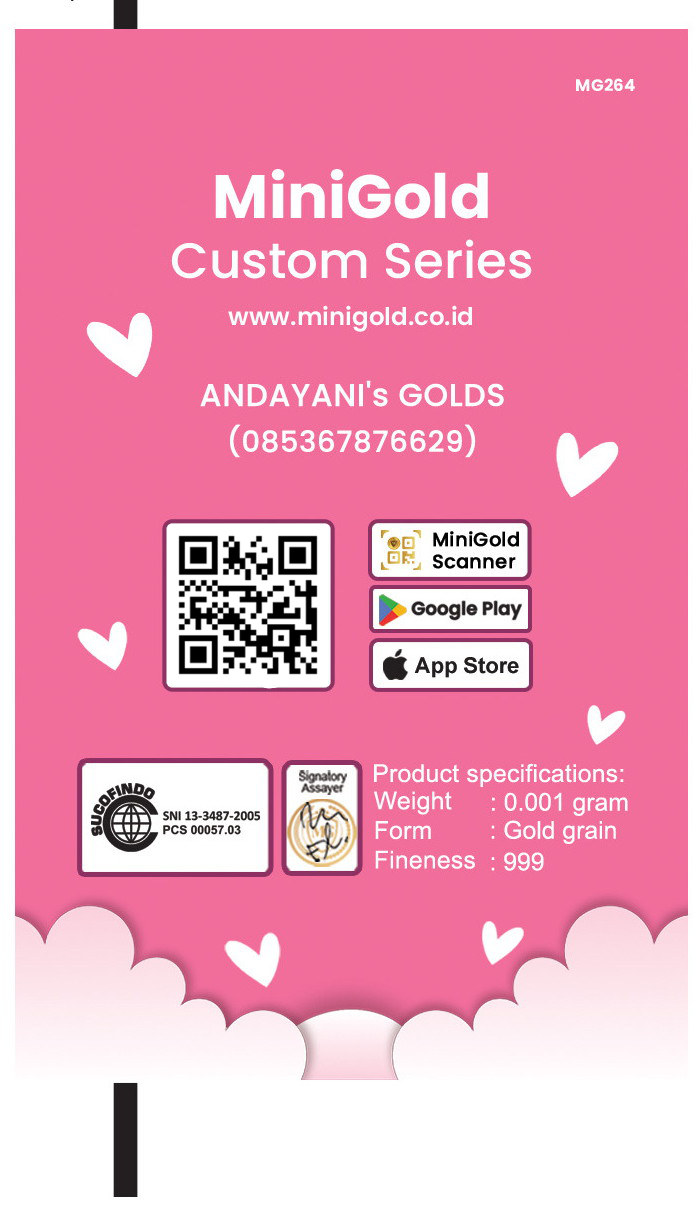 MG264
MiniGold
Custom Series
www.minigold.co.id
ANDAYANI's GOLDS
(085367876629)
MiniGold
Scanner
Google Play
App Store
SUCOFINDO
SNI 13-3487-2005
PCS 00057.03
Signatory
Assayer
Product specifications:
Weight : 0.001 gram
Form : Gold grain
Fineness : 999